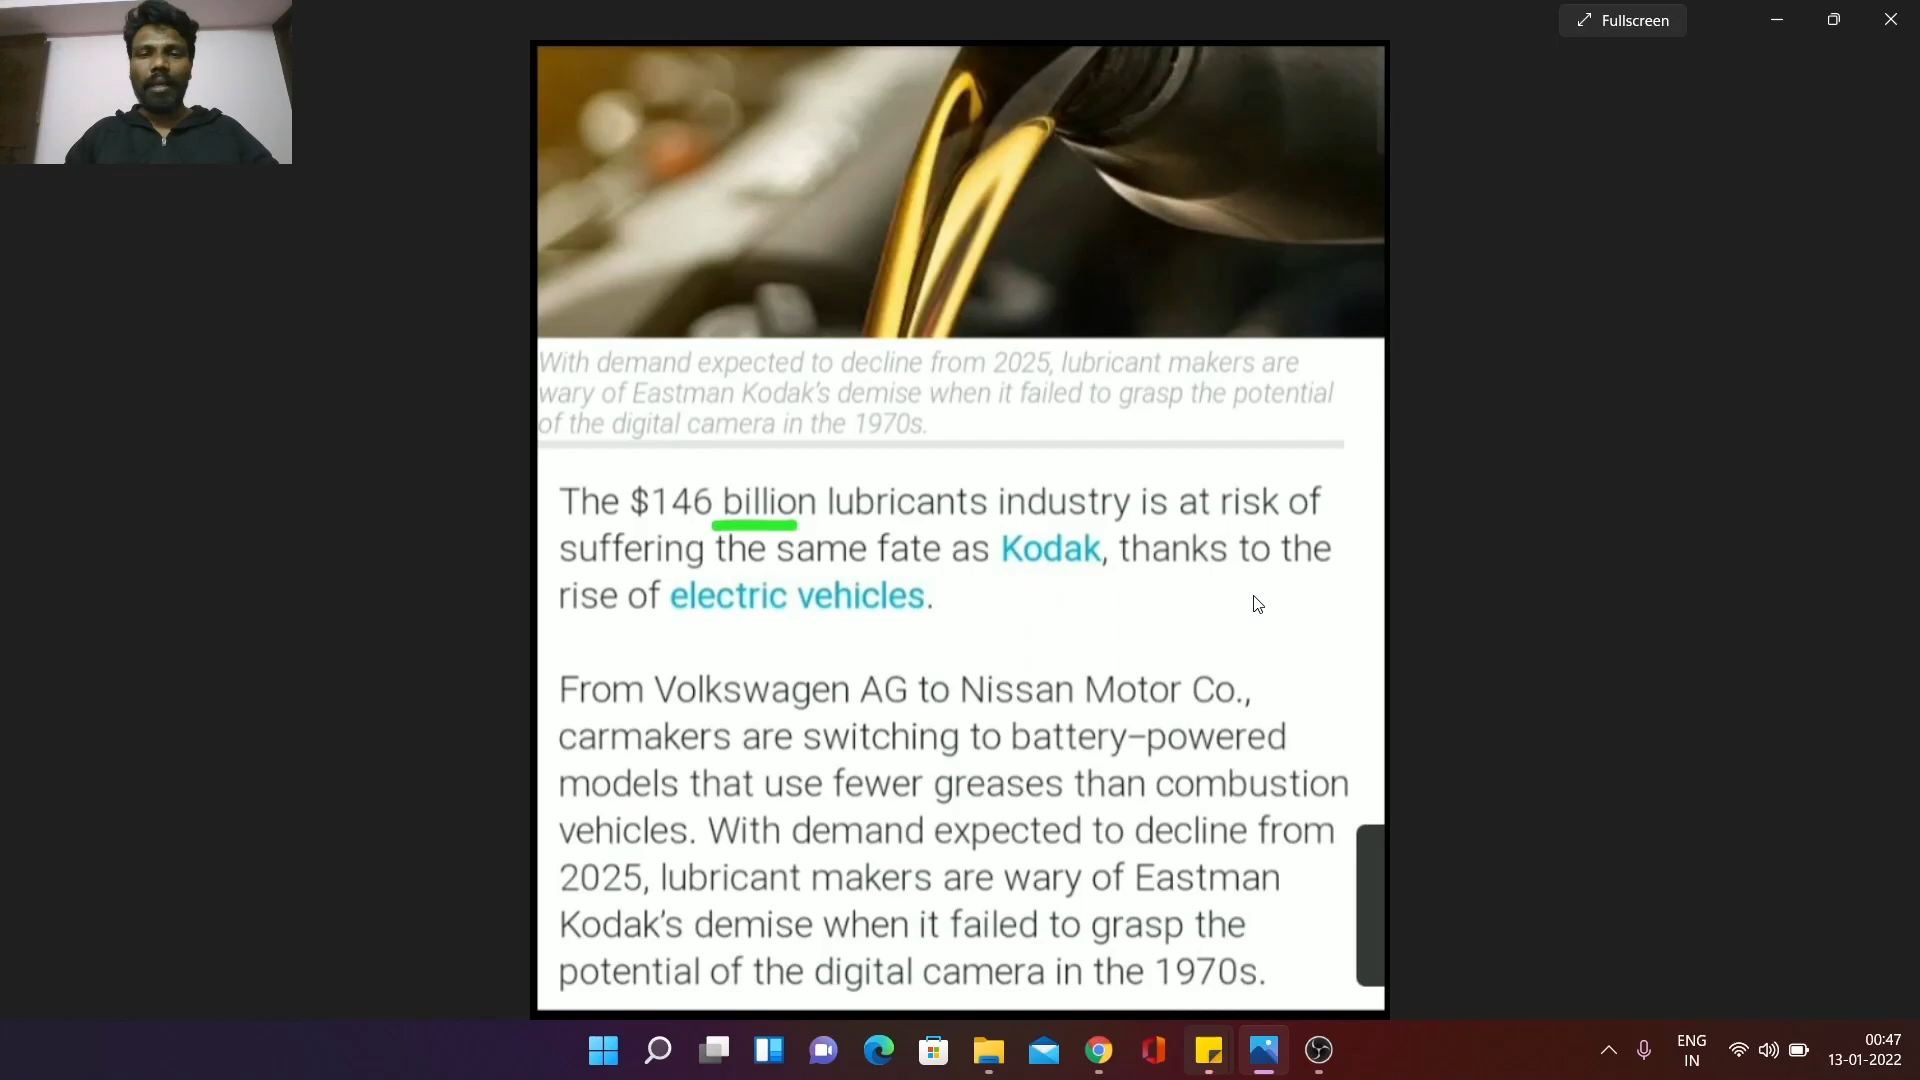 Fullscreen
With demand expected to decline from 2025, lubricant makers are
wary of Eastman Kodak's demise when it failed to grasp the potential
of the digital camera in the 1970s.
The $146 billion lubricants industry is at risk of
suffering the same fate as Kodak, thanks to the
rise of electric vehicles.
From Volkswagen AG to Nissan Motor Co.,
carmakers are switching to battery–powered
models that use fewer greases than combustion
vehicles. With demand expected to decline from
2025, lubricant makers are wary of Eastman
Kodak's demise when it failed to grasp the
potential of the digital camera in the 1970s.
ENG
IN
00:47
13-01-2022